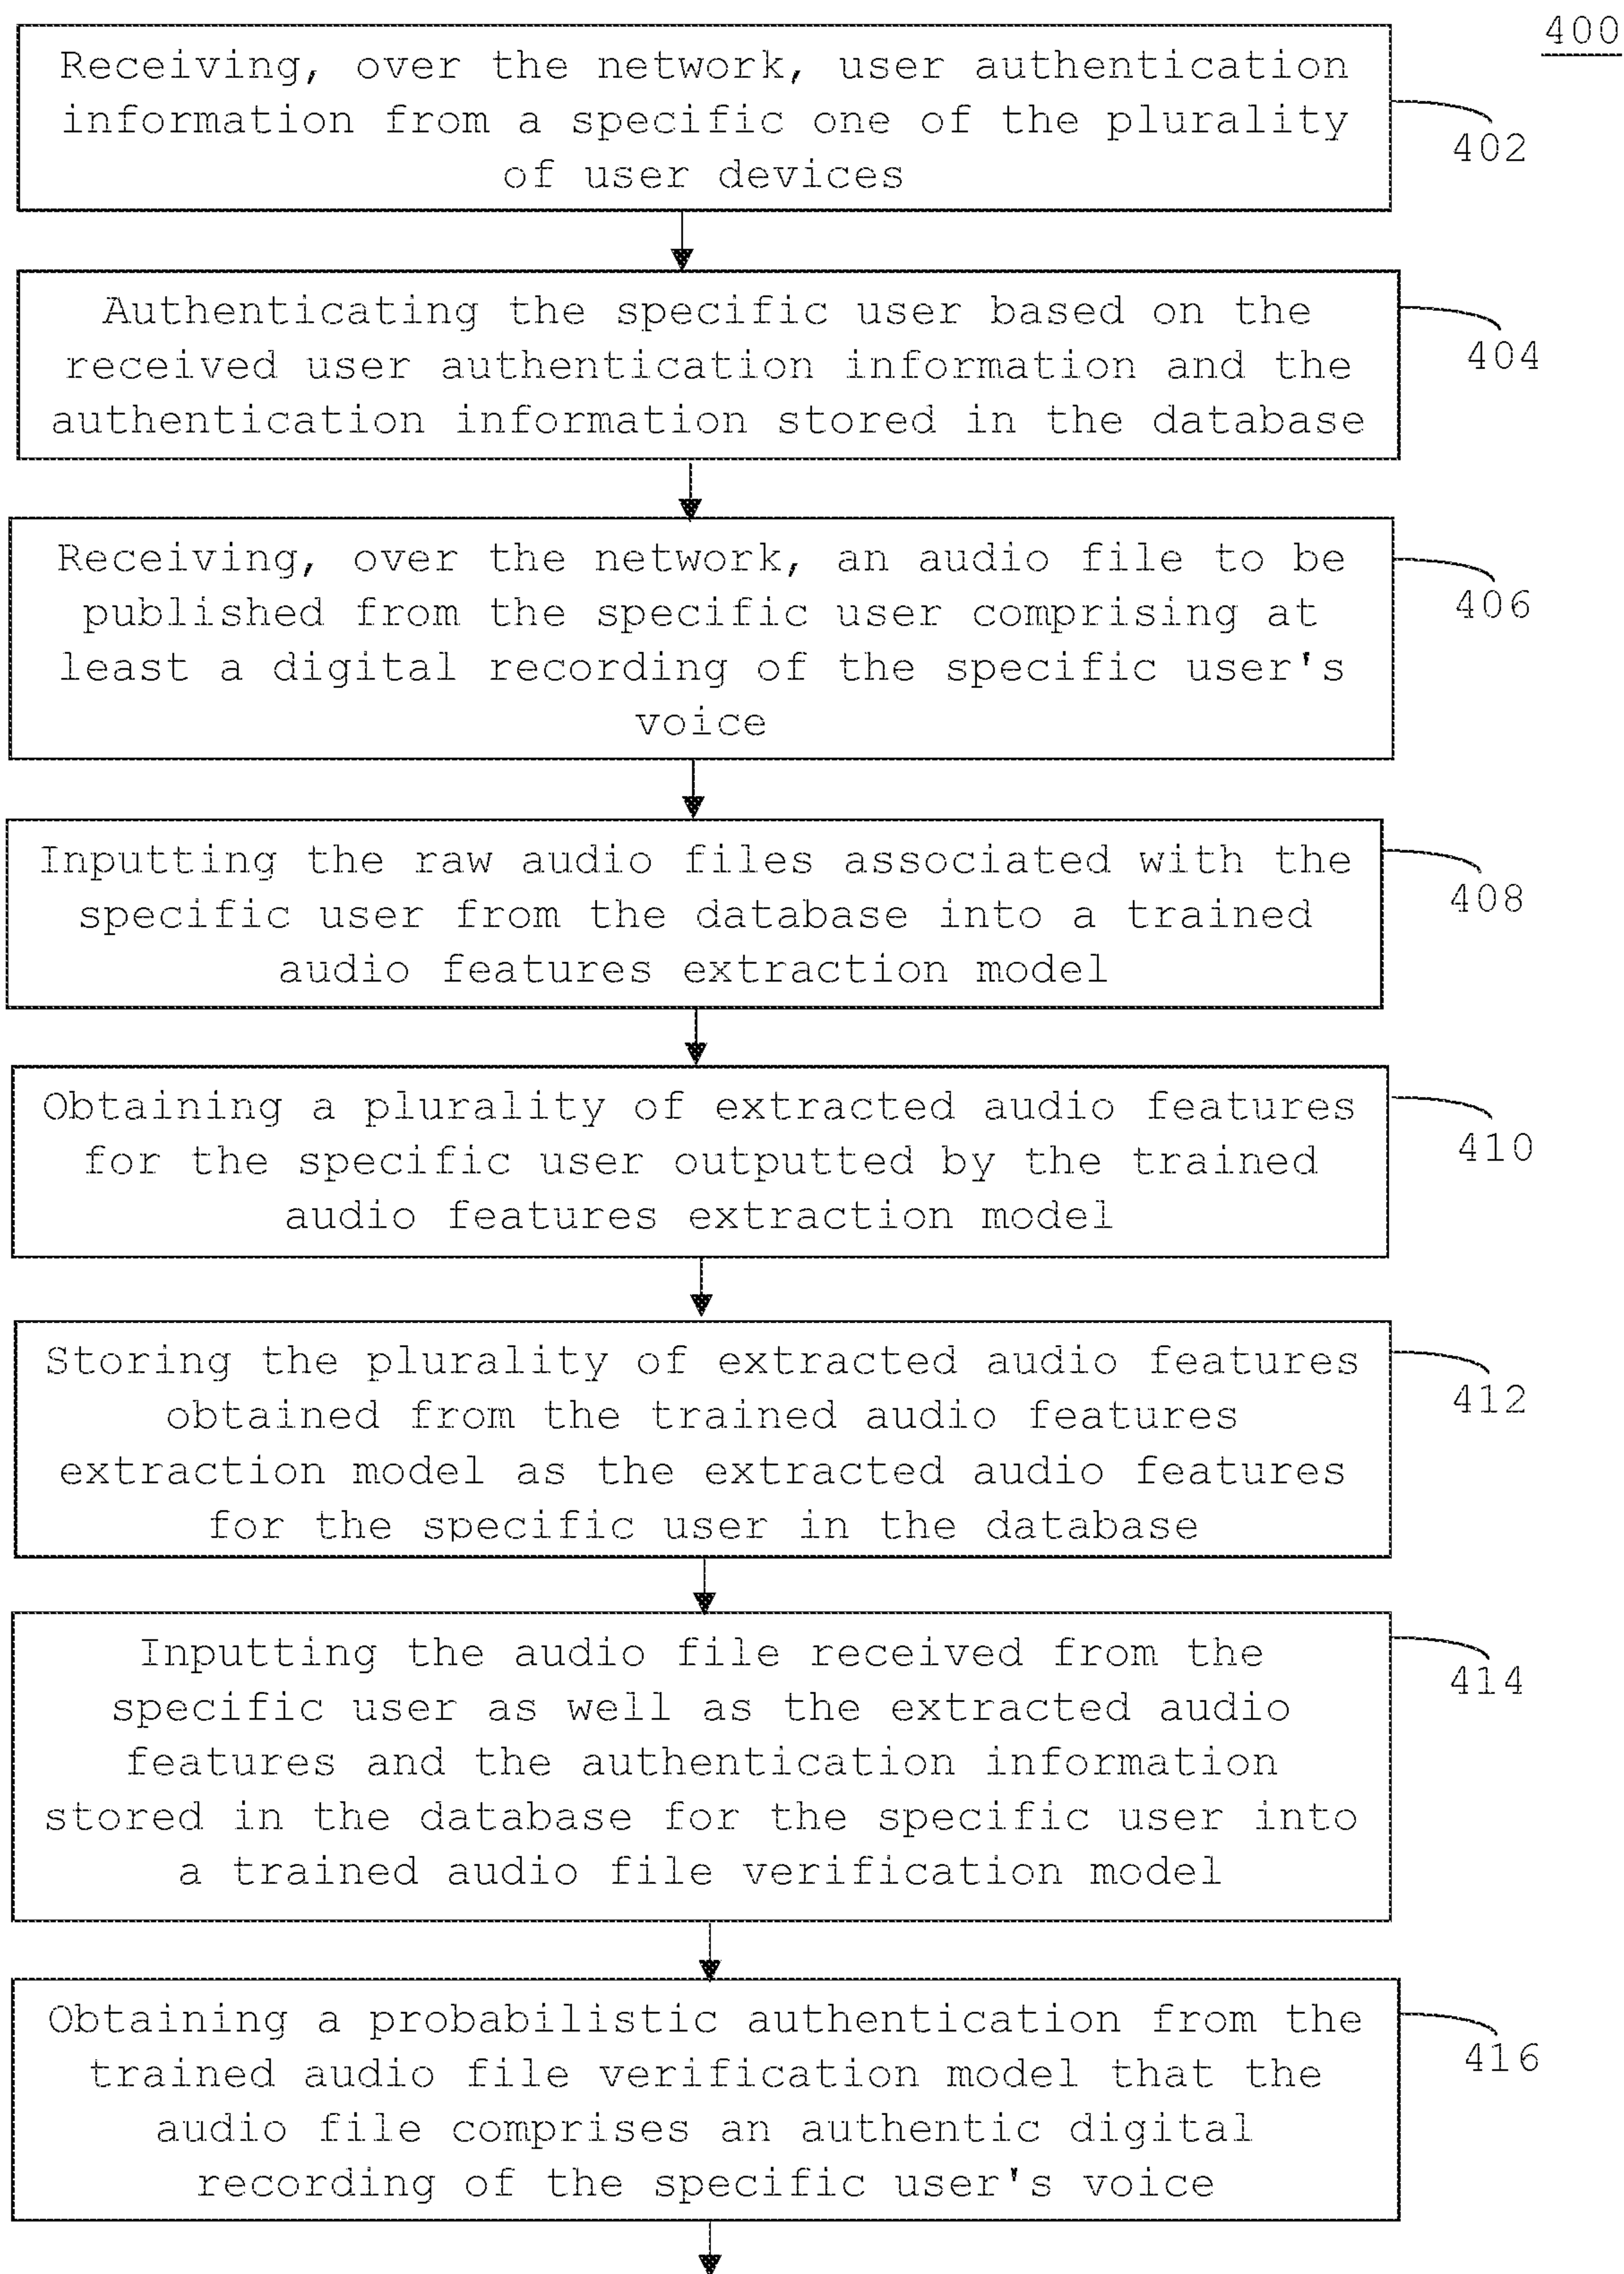 400
Receiving, over the network, user authentication
information from a specific one of the plurality
of user devices
402
Authenticating the specific user based on the
received user authentication information and the
authentication information stored in the database
404
Receiving, over the network, an audio file to be
published from the specific user comprising at
least a digital recording of the specific user's
voice
406
Inputting the raw audio files associated with the
specific user from the database into a trained
audio features extraction model
408
Obtaining a plurality of extracted audio features
for the specific user outputted by the trained
audio features extraction model
410
Storing the plurality of extracted audio features
obtained from the trained audio features
extraction model as the extracted audio features
for the specific user in the database
412
Inputting the audio file received from the
specific user as well as the extracted audio
features and the authentication information
stored in the database for the specific user into
a trained audio file verification model
414
Obtaining a probabilistic authentication from the
trained audio file verification model that the
audio file comprises an authentic digital
recording of the specific user's voice
416